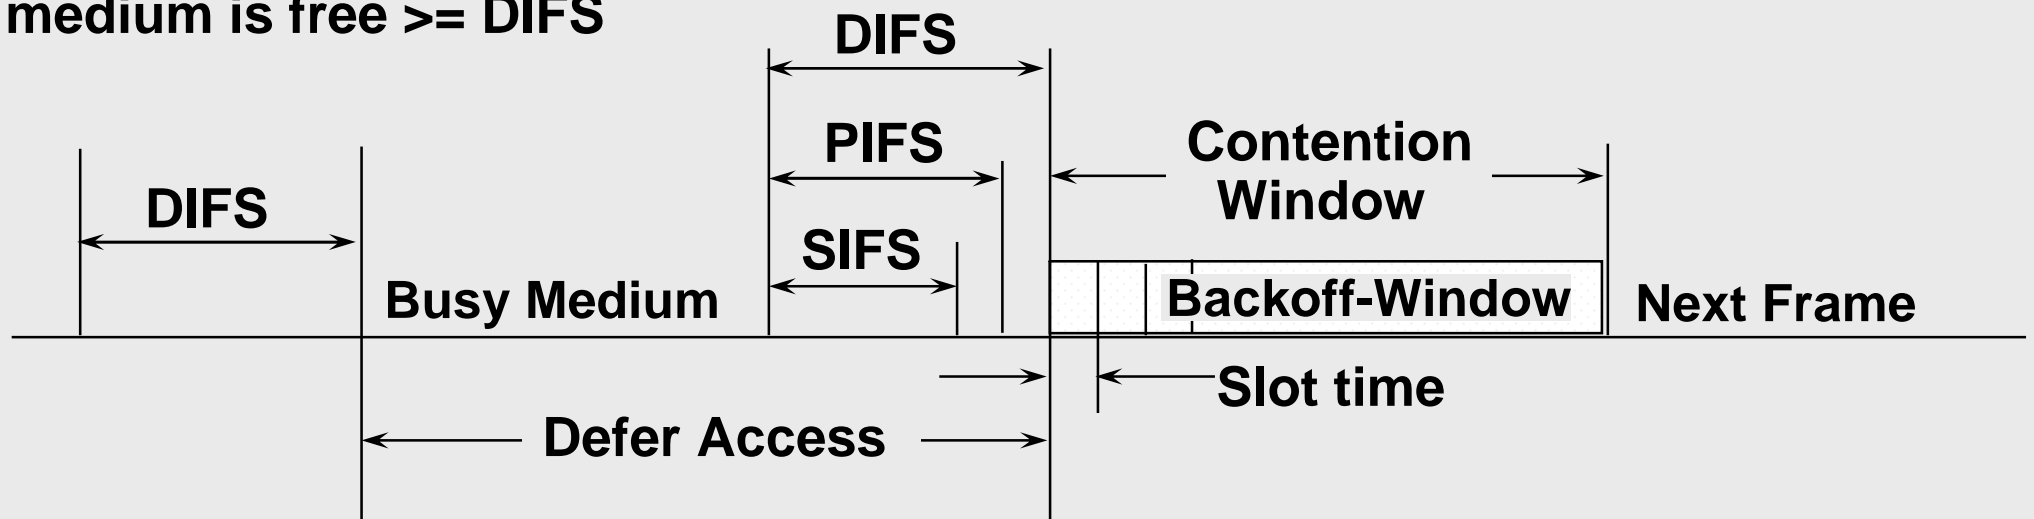 medium is free >= DIFS
DIFS
PIFS
Contention
Window
DIFS
SIFS
Busy Medium
Backoff-Window
Next Frame
Slot time
Defer Access